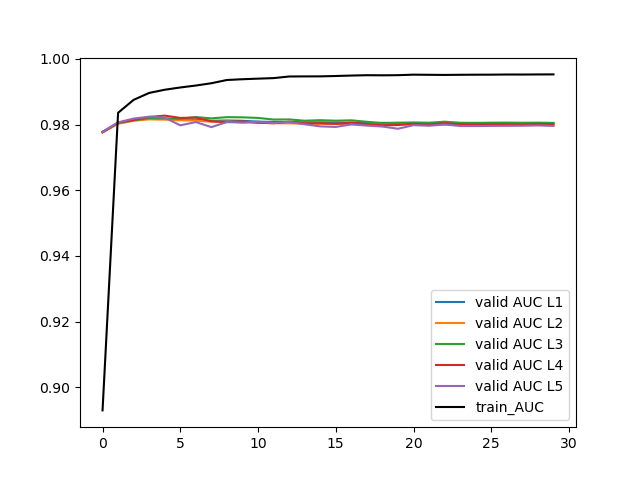 1.00
0.98
0.96
0.94
0.92
0.90
0
5
10
15
20
25
30
valid AUC L1
valid AUC L2
valid AUC L3
valid AUC L4
valid AUC L5
train_AUC